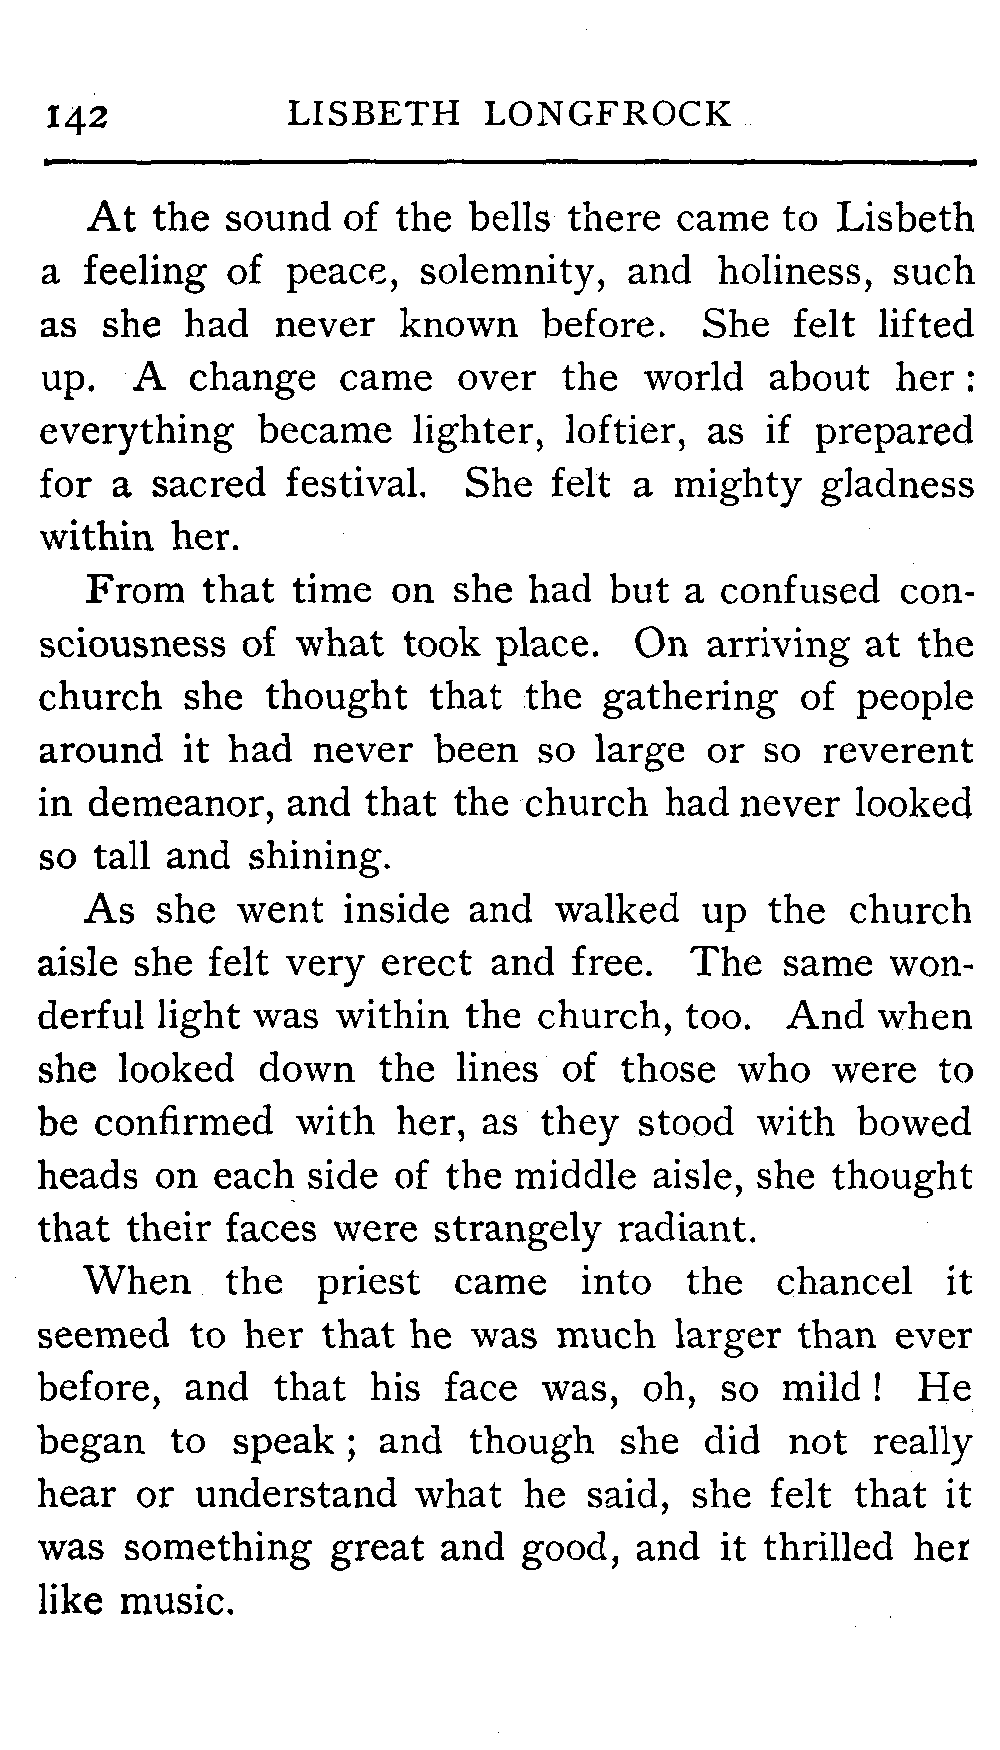 142 LISBETH LONGFROCK
At the sound of the bells there came to Lisbeth
a feeling of peace, solemnity, and holiness, such
as she had never known before. She felt lifted
up. A change came over the world about her :
everything became lighter, loftier, as if prepared
for a sacred festival. She felt a mighty gladness
within her.
From that time on she had but a confused con-
sciousness of what took place. On arriving at the
church she thought that the gathering of people
around it had never been so large or so reverent
in demeanor, and that the church had never looked
so tall and shining.
As she went inside and walked up the church
aisle she felt very erect and free. The same won-
derful light was within the church, too. And when
she looked down the lines of those who were to
be confirmed with her, as they stood with bowed
heads on each side of the middle aisle, she thought
that their faces were strangely radiant.
When the priest came into the chancel it
seemed to her that he was much larger than ever
before, and that his face was, oh, so mild ! He
began to speak ; and though she did not really
hear or understand what he said, she felt that it
was something great and good, and it thrilled her
like music.